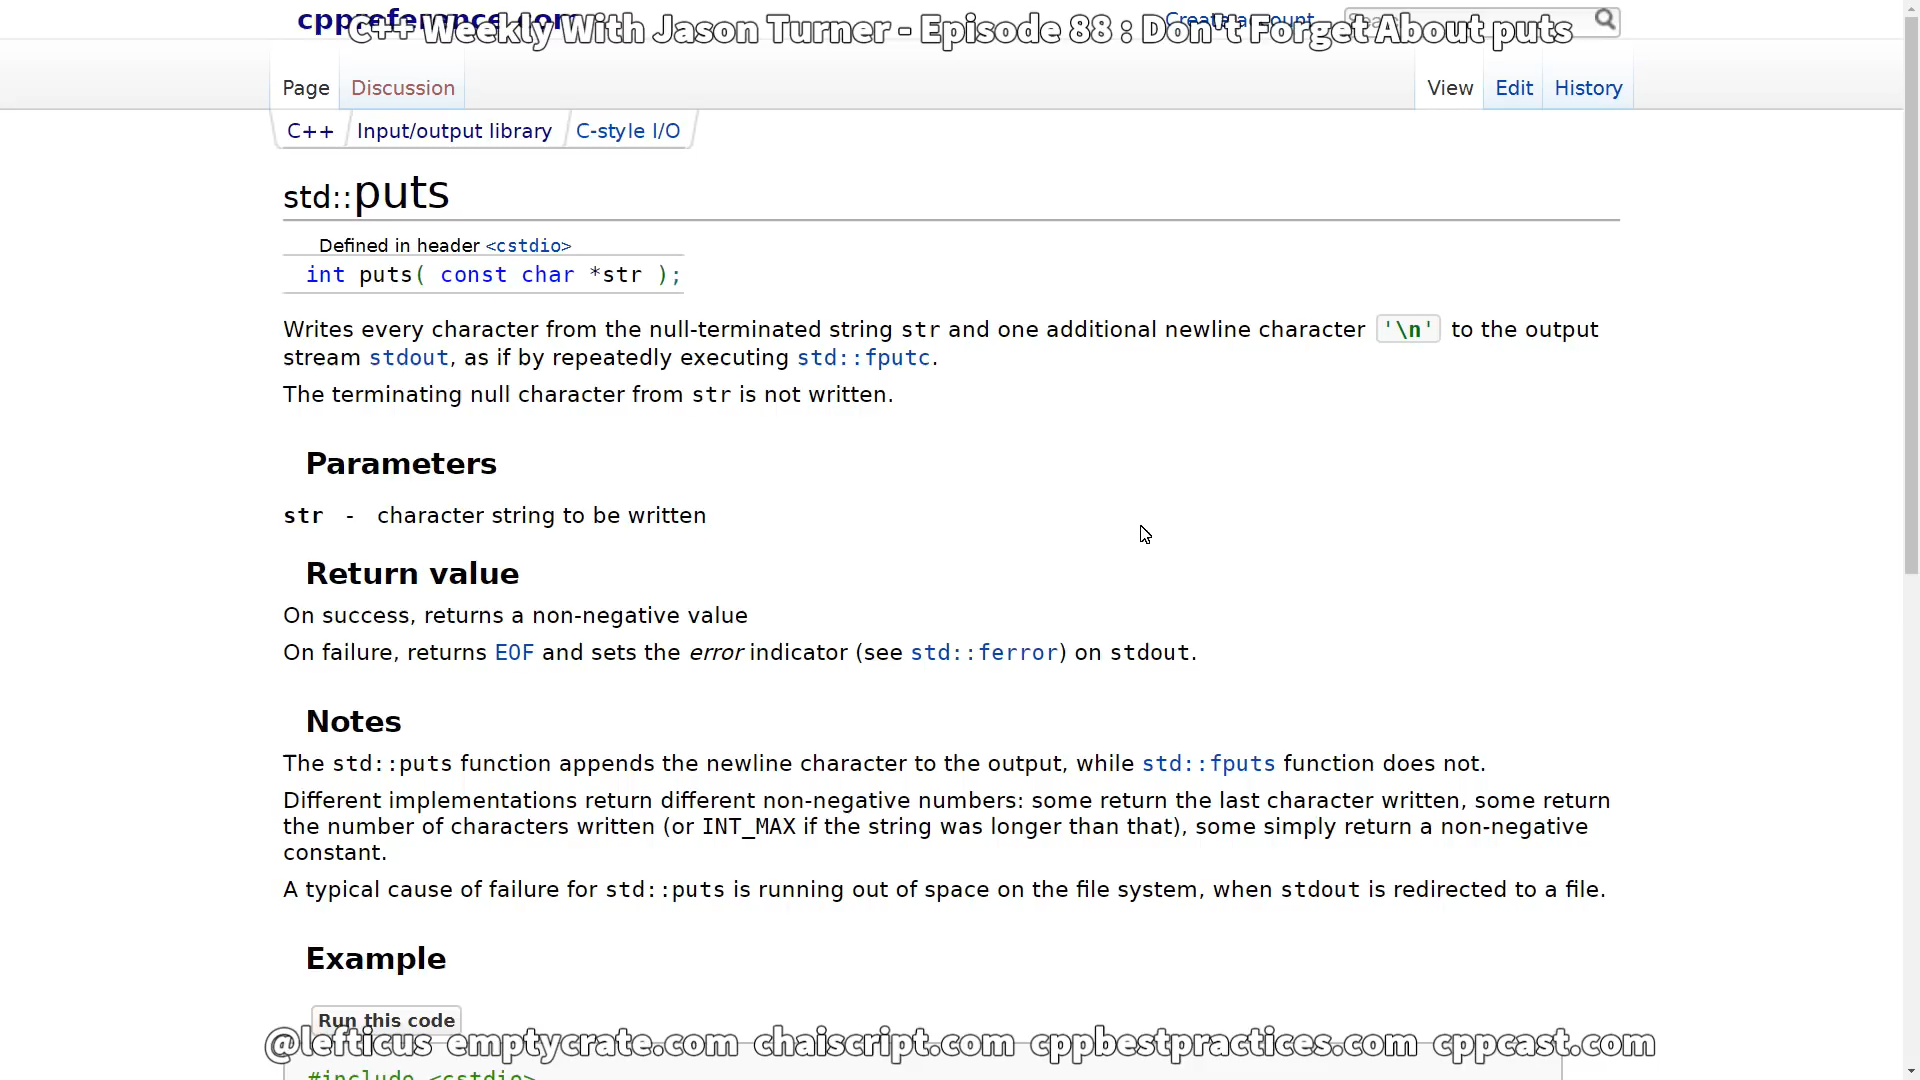 cppreference.com
C++ Weekly With Jason Turner - Episode 88 : Don't Forget About puts
Create account
Page Discussion View Edit History
C++ Input/output library C-style I/O
std::puts
Defined in header <cstdio>
int puts( const char *str );
Writes every character from the null-terminated string str and one additional newline character '\n' to the output
stream stdout, as if by repeatedly executing std::fputc.
The terminating null character from str is not written.
Parameters
str - character string to be written
Return value
On success, returns a non-negative value
On failure, returns EOF and sets the error indicator (see std::ferror) on stdout.
Notes
The std::puts function appends the newline character to the output, while std::fputs function does not.
Different implementations return different non-negative numbers: some return the last character written, some return
the number of characters written (or INT_MAX if the string was longer than that), some simply return a non-negative
constant.
A typical cause of failure for std::puts is running out of space on the file system, when stdout is redirected to a file.
Example
Run this code
@lefticus emptycrate.com chaiscript.com cppbestpractices.com cppcast.com
#include <cstdio>